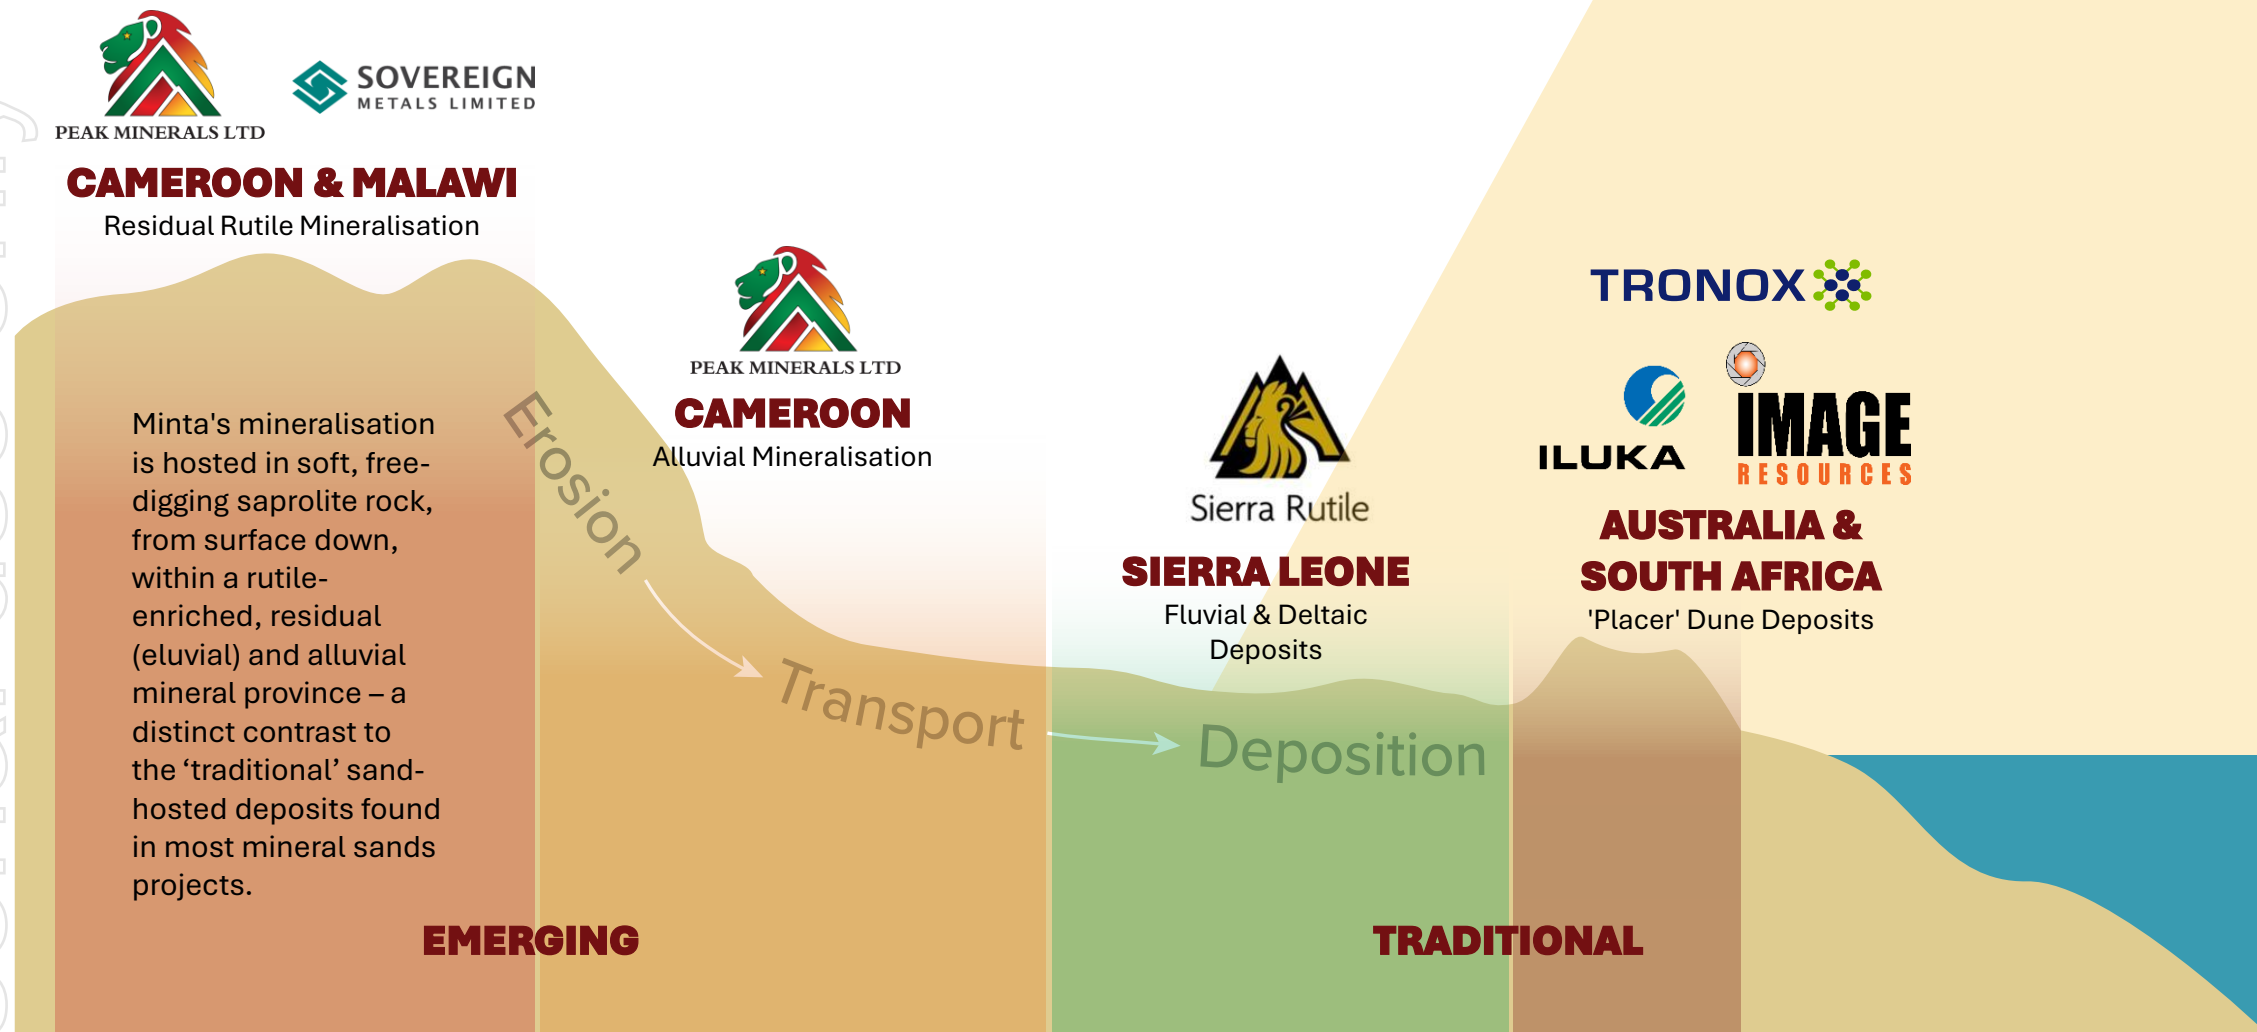 PEAK MINERALS LTD
SOVEREIGN
METALS LIMITED
CAMEROON & MALAWI
Residual Rutile Mineralisation
Minta's mineralisation
is hosted in soft, free-
digging saprolite rock,
from surface down,
within a rutile-
enriched, residual
(eluvial) and alluvial
mineral province – a
distinct contrast to
the ‘traditional’ sand-
hosted deposits found
in most mineral sands
projects.
Erosion
PEAK MINERALS LTD
CAMEROON
Alluvial Mineralisation
Transport
EMERGING
Sierra Rutile
SIERRA LEONE
Fluvial & Deltaic
Deposits
Deposition
TRONOX
ILUKA
IMAGE
RESOURCES
AUSTRALIA &
SOUTH AFRICA
'Placer' Dune Deposits
TRADITIONAL